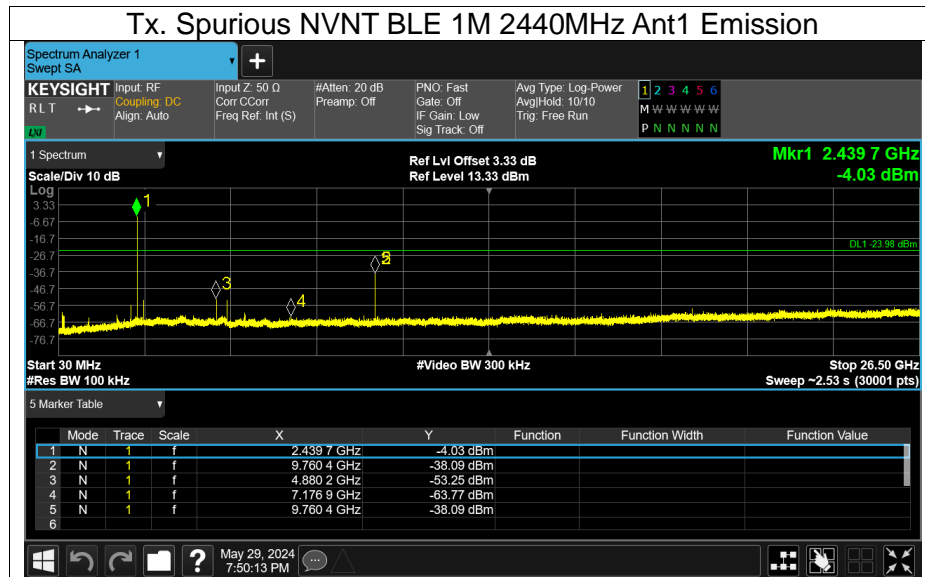 Tx. Spurious NVNT BLE 1M 2440MHz Ant1 Emission
Spectrum Analyzer 1
Swept SA
+
KEYSIGHT Input: RF Input Z: 50 Ω #Atten: 20 dB PNO: Fast Avg Type: Log-Power 1 2 3 4 5 6
RLT Coupling: DC Corr CCorr Preamp: Off Gate: Off Avg|Hold: 10/10 M W W W W W
Align: Auto Freq Ref: Int (S) IF Gain: Low Trig: Free Run
LXI Sig Track: Off P N N N N N
1 Spectrum Ref Lvl Offset 3.33 dB Mkr1 2.439 7 GHz
Scale/Div 10 dB Ref Level 13.33 dBm -4.03 dBm
Log
1
3.33
-6.67
-16.7
DL1 -23.98 dBm
-26.7
-36.7
3
-46.7
4
-56.7
-66.7
-76.7
Start 30 MHz #Video BW 300 kHz Stop 26.50 GHz
#Res BW 100 kHz Sweep ~2.53 s (30001 pts)
5 Marker Table
Mode Trace Scale X Y Function Function Width Function Value
1 N 1 f 2.439 7 GHz -4.03 dBm
2 N 1 f 9.760 4 GHz -38.09 dBm
3 N 1 f 4.880 2 GHz -53.25 dBm
4 N 1 f 7.176 9 GHz -63.77 dBm
5 N 1 f 9.760 4 GHz -38.09 dBm
6
? May 29, 2024
7:50:13 PM